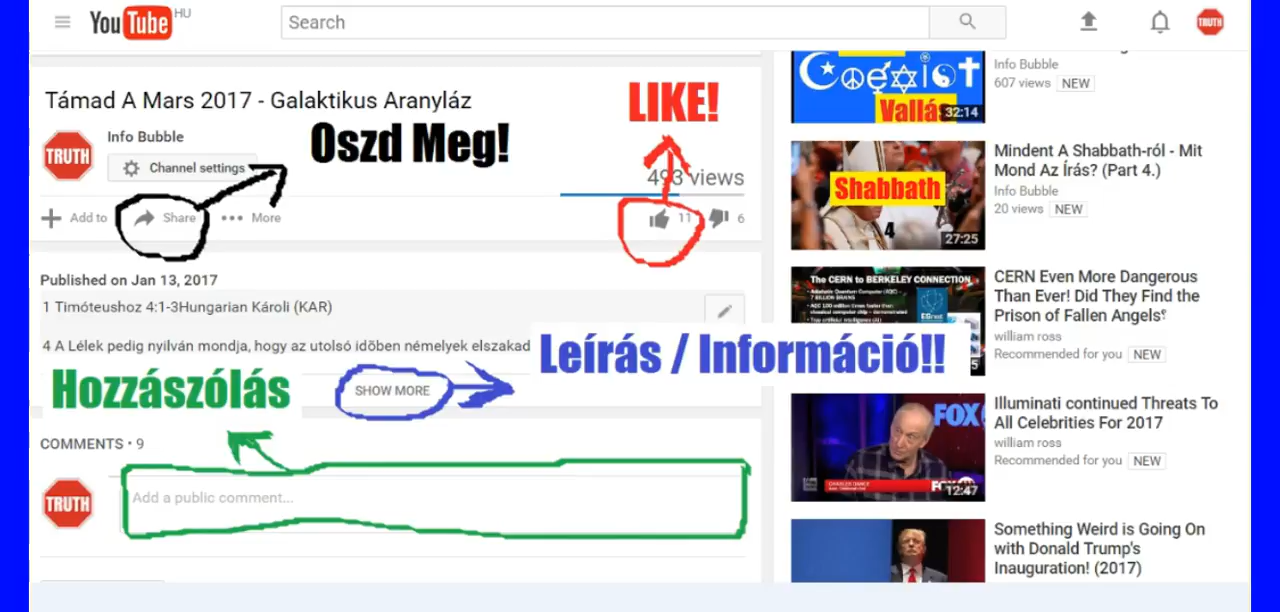 YouTube HU
Search
TRUTH
Támad A Mars 2017 - Galaktikus Aranyláz
Info Bubble
TRUTH
Channel settings
Oszd Meg!
LIKE!
493 views
Add to
Share
More
11
6
Published on Jan 13, 2017
1 Timóteushoz 4:1-3Hungarian Károli (KAR)
4 A Lélek pedig nyilván mondja, hogy az utolsó időben némelyek elszakad
Leírás / Információ!!
SHOW MORE
Hozzászólás
COMMENTS • 9
TRUTH
Add a public comment...
Coexist
Vallás
32:14
Info Bubble
607 views NEW
Shabbath
4
27:25
Mindent A Shabbath-ról - Mit
Mond Az Írás? (Part 4.)
Info Bubble
20 views NEW
The CERN to BERKELEY CONNECTION
CERN Even More Dangerous
Than Ever! Did They Find the
Prison of Fallen Angels
william ross
Recommended for you NEW
FOX
12:47
Illuminati continued Threats To
All Celebrities For 2017
william ross
Recommended for you NEW
Something Weird is Going On
with Donald Trump's
Inauguration! (2017)